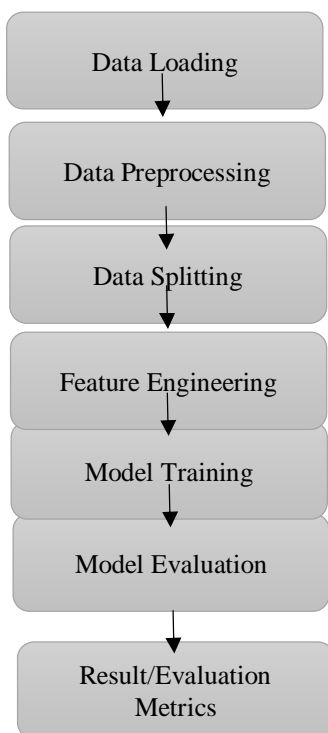 Data Loading
Data Preprocessing
Data Splitting
Feature Engineering
Model Training
Model Evaluation
Result/Evaluation
Metrics